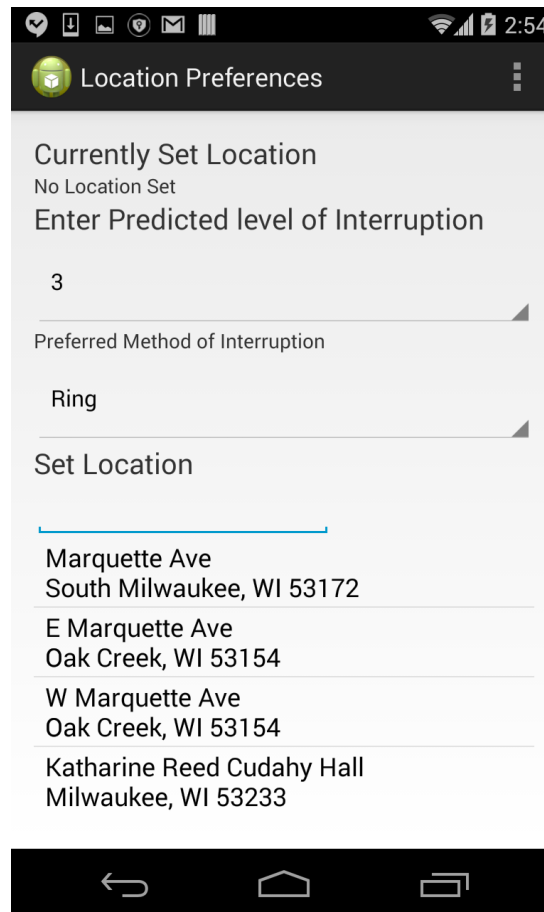 2:54
Location Preferences
Currently Set Location
No Location Set
Enter Predicted level of Interruption
3
Preferred Method of Interruption
Ring
Set Location
Marquette Ave
South Milwaukee, WI 53172
E Marquette Ave
Oak Creek, WI 53154
W Marquette Ave
Oak Creek, WI 53154
Katharine Reed Cudahy Hall
Milwaukee, WI 53233